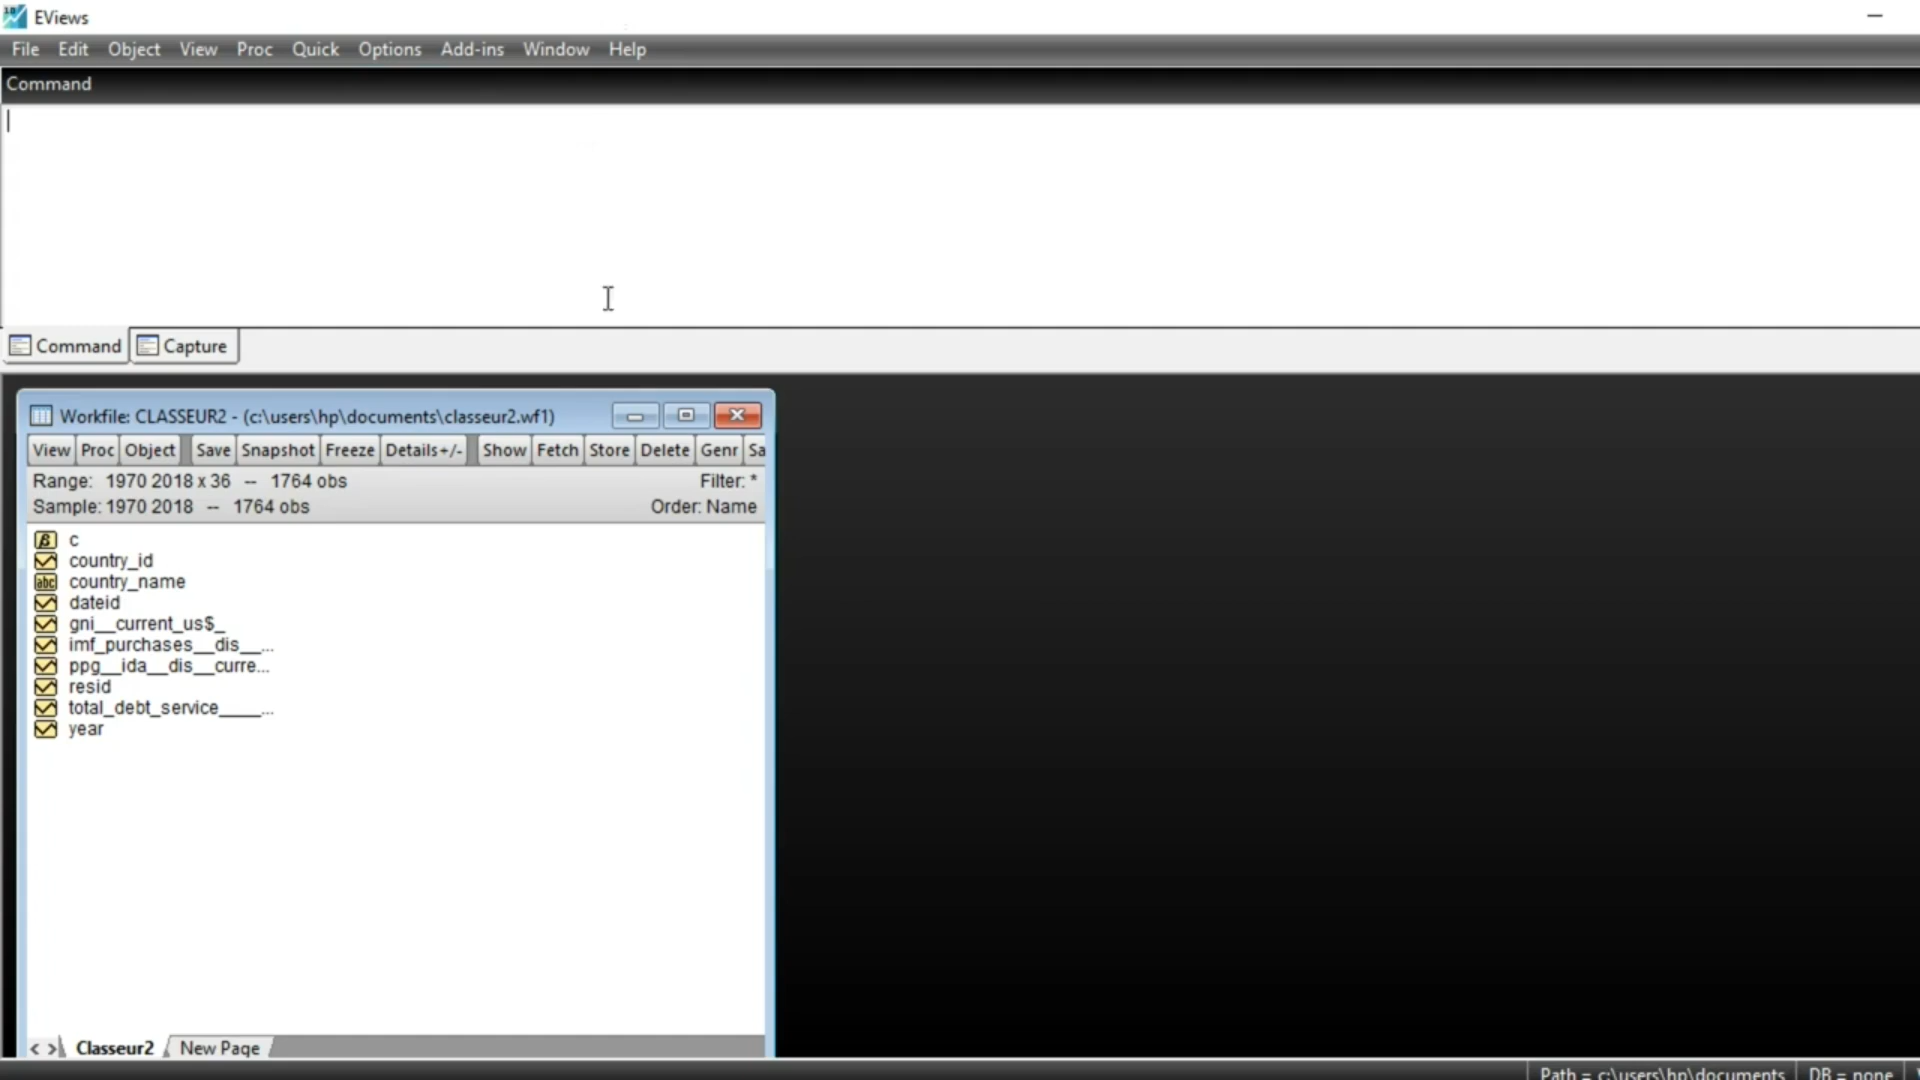 EViews
File Edit Object View Proc Quick Options Add-ins Window Help
Command
Command Capture
Workfile: CLASSEUR2 - (c:\users\hp\documents\classeur2.wf1)
View Proc Object Save Snapshot Freeze Details+/- Show Fetch Store Delete Genr Sa
Range: 1970 2018 x 36 -- 1764 obs Filter: *
Sample: 1970 2018 -- 1764 obs Order: Name
c
country_id
abc country_name
dateid
gni__current_us$_
imf_purchases__dis__...
ppg__ida__dis__curre...
resid
total_debt_service____...
year
< > Classeur2 New Page
Path = c:\users\hp\documents DB = none